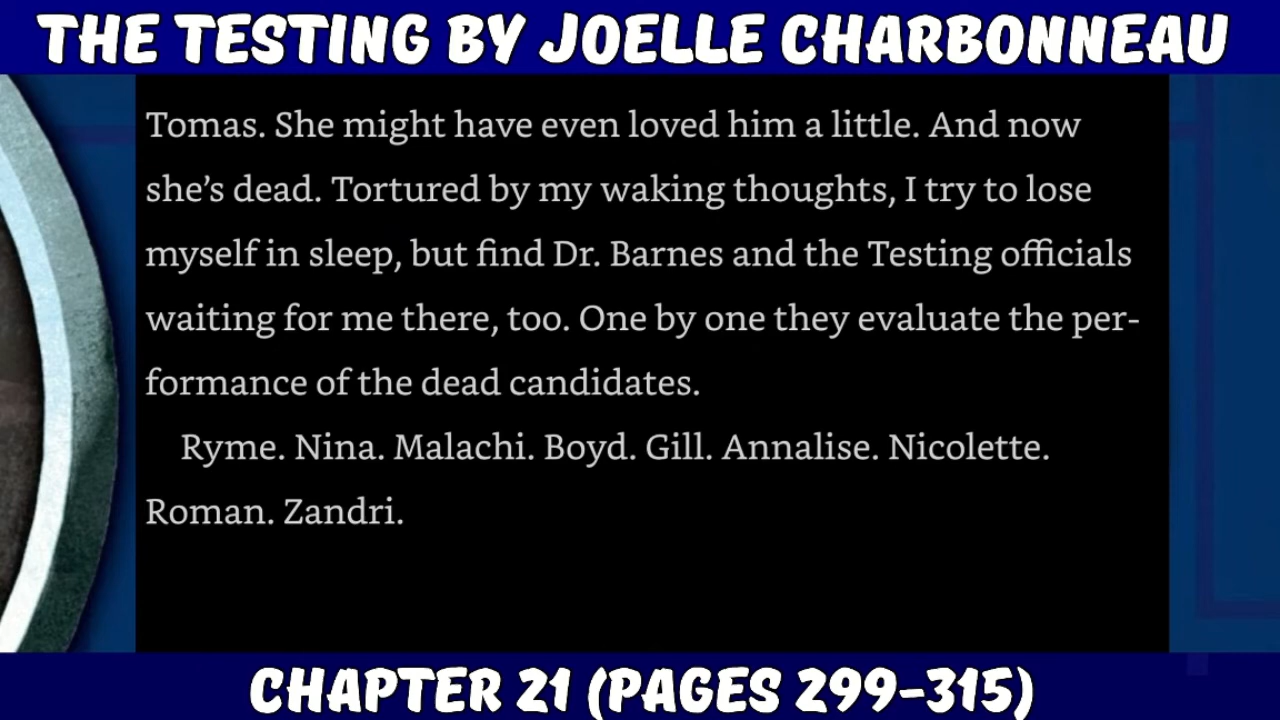 THE TESTING BY JOELLE CHARBONNEAU
Tomas. She might have even loved him a little. And now
she’s dead. Tortured by my waking thoughts, I try to lose
myself in sleep, but find Dr. Barnes and the Testing officials
waiting for me there, too. One by one they evaluate the per-
formance of the dead candidates.
Ryme. Nina. Malachi. Boyd. Gill. Annalise. Nicolette.
Roman. Zandri.
CHAPTER 21 (PAGES 299-315)